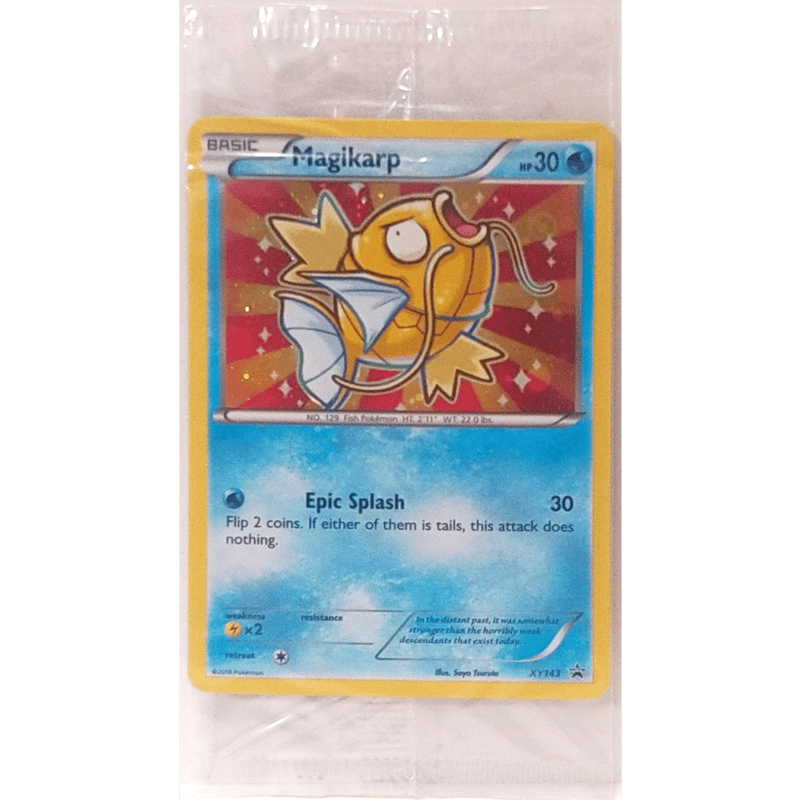 BASIC
Magikarp HP30
NO. 129 Fish Pokémon HT: 2'11" WT: 22.0 lbs.
Epic Splash 30
Flip 2 coins. If either of them is tails, this attack does
nothing.
weakness resistance
×2
retreat
In the distant past, it was somewhat
stronger than the horribly weak
descendants that exist today.
©2016 Pokémon Illus. Saya Tsuruta XY143